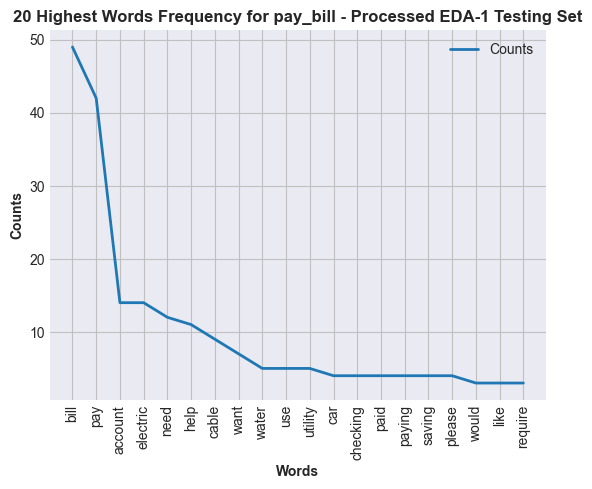 20 Highest Words Frequency for pay_bill - Processed EDA-1 Testing Set
Counts
50
40
30
20
10
Counts
bill
pay
account
electric
need
help
cable
want
water
use
utility
car
checking
paid
paying
saving
please
would
like
require
Words